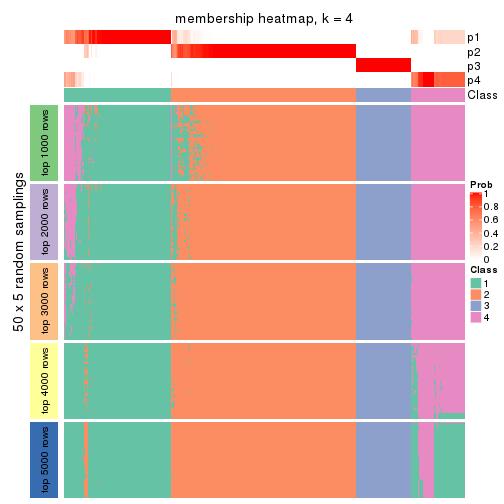 membership heatmap, k = 4
p1
p2
p3
p4
Class
50 x 5 random samplings
top 1000 rows
top 2000 rows
top 3000 rows
top 4000 rows
top 5000 rows
Prob
1
0.8
0.6
0.4
0.2
0
Class
1
2
3
4